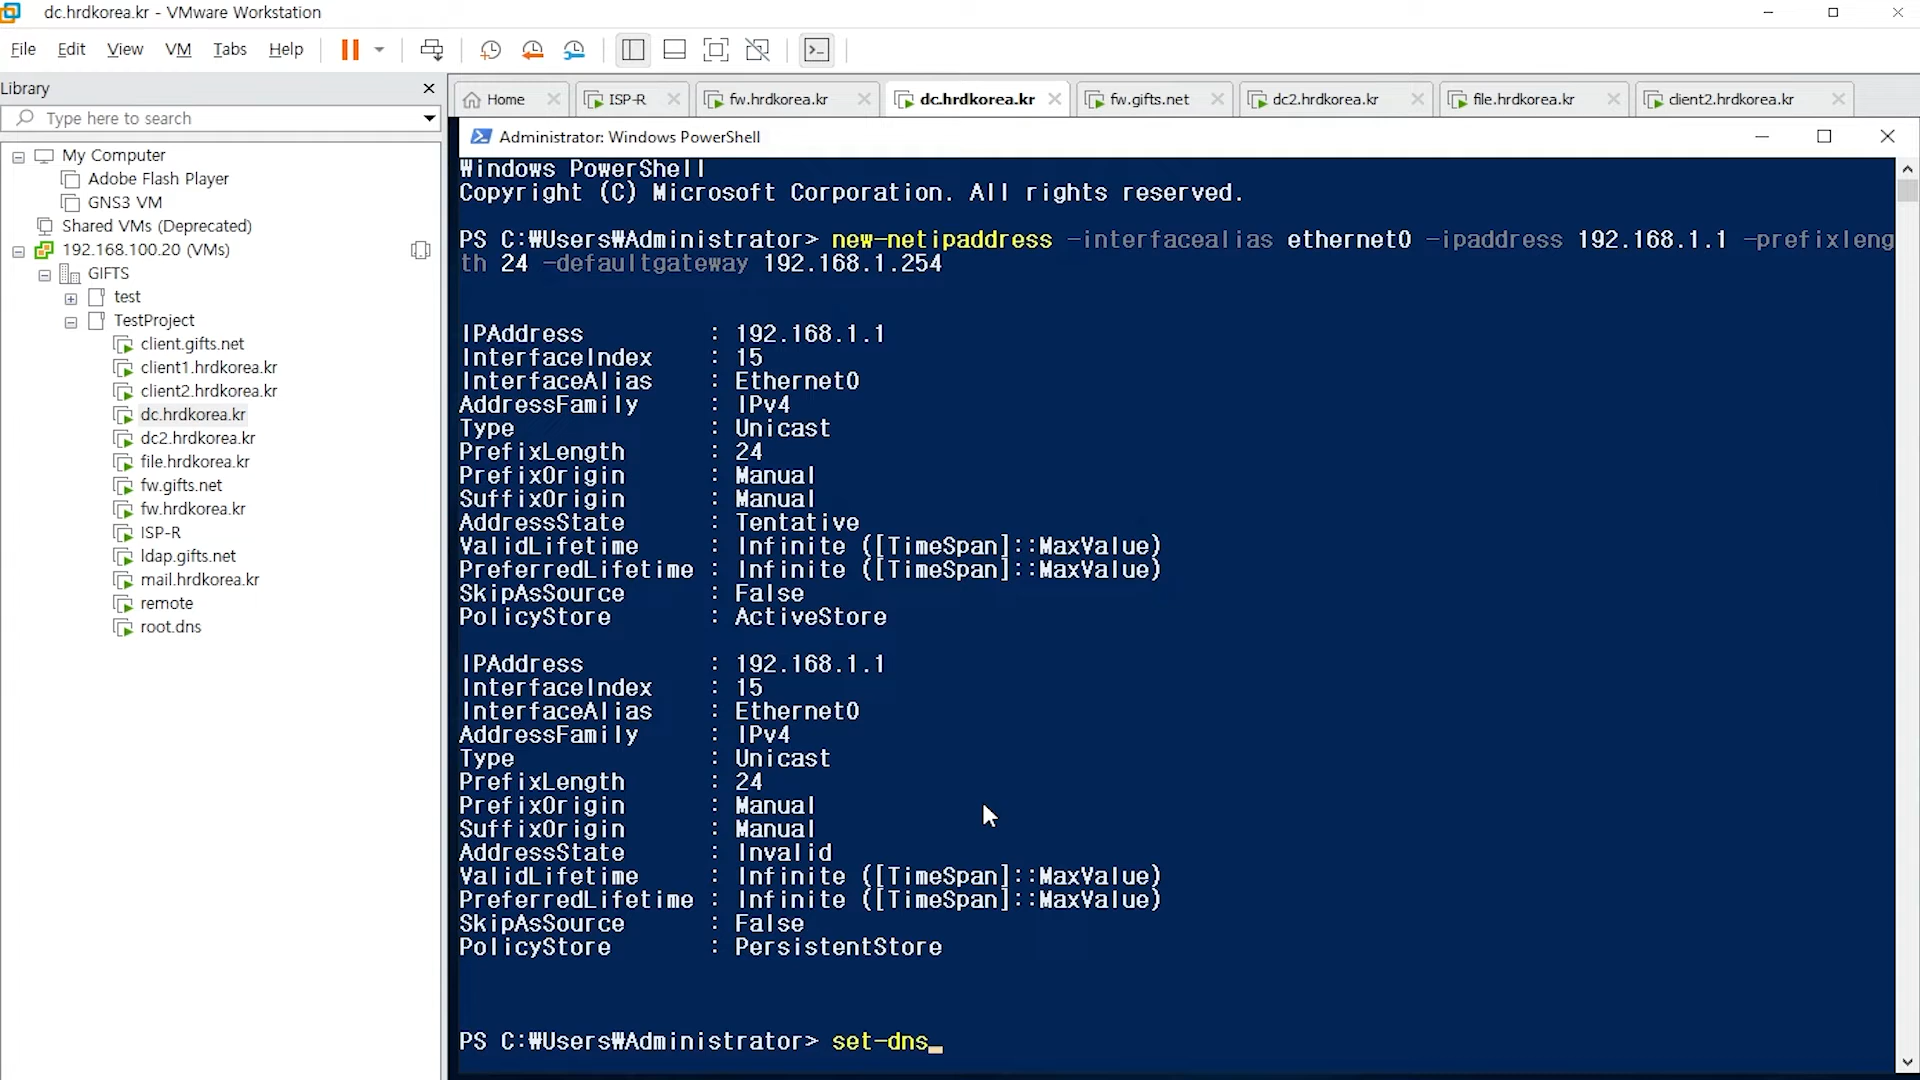 dc.hrdkorea.kr - VMware Workstation
File Edit View VM Tabs Help
Library
Type here to search
My Computer
Adobe Flash Player
GNS3 VM
Shared VMs (Deprecated)
192.168.100.20 (VMs)
GIFTS
test
TestProject
client.gifts.net
client1.hrdkorea.kr
client2.hrdkorea.kr
dc.hrdkorea.kr
dc2.hrdkorea.kr
file.hrdkorea.kr
fw.gifts.net
fw.hrdkorea.kr
ISP-R
ldap.gifts.net
mail.hrdkorea.kr
remote
root.dns
Home ISP-R fw.hrdkorea.kr dc.hrdkorea.kr fw.gifts.net dc2.hrdkorea.kr file.hrdkorea.kr client2.hrdkorea.kr
Administrator: Windows PowerShell
Windows PowerShell
Copyright (C) Microsoft Corporation. All rights reserved.
PS C:₩Users₩Administrator> new-netipaddress -interfacealias ethernet0 -ipaddress 192.168.1.1 -prefixleng
th 24 -defaultgateway 192.168.1.254
IPAddress : 192.168.1.1
InterfaceIndex : 15
InterfaceAlias : Ethernet0
AddressFamily : IPv4
Type : Unicast
PrefixLength : 24
PrefixOrigin : Manual
SuffixOrigin : Manual
AddressState : Tentative
ValidLifetime : Infinite ([TimeSpan]::MaxValue)
PreferredLifetime : Infinite ([TimeSpan]::MaxValue)
SkipAsSource : False
PolicyStore : ActiveStore
IPAddress : 192.168.1.1
InterfaceIndex : 15
InterfaceAlias : Ethernet0
AddressFamily : IPv4
Type : Unicast
PrefixLength : 24
PrefixOrigin : Manual
SuffixOrigin : Manual
AddressState : Invalid
ValidLifetime : Infinite ([TimeSpan]::MaxValue)
PreferredLifetime : Infinite ([TimeSpan]::MaxValue)
SkipAsSource : False
PolicyStore : PersistentStore
PS C:₩Users₩Administrator> set-dns_